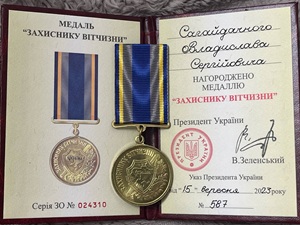 МЕДАЛЬ
"ЗАХИСНИКУ ВІТЧИЗНИ"
Серія ЗО № 024310
Сагайдачного
Владислава
Сергійовича
НАГОРОДЖЕНО
МЕДАЛЛЮ
"ЗАХИСНИКУ ВІТЧИЗНИ"
Президент України
В.Зеленський
Указ Президента України
від "15" вересня 2023 року
№ 587